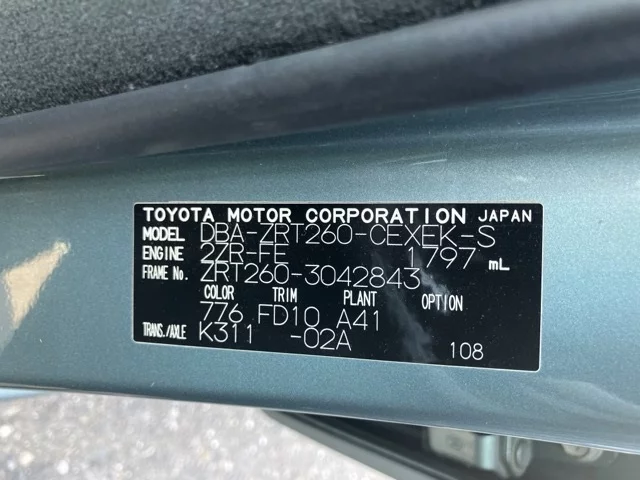 TOYOTA MOTOR CORPORATION JAPAN
MODEL DBA-ZRT260-CEXEK-S
ENGINE 2ZR-FE 1797 mL
FRAME No. ZRT260-3042843
COLOR TRIM PLANT OPTION
776 FD10 A41
TRANS./AXLE K311 -02A
108